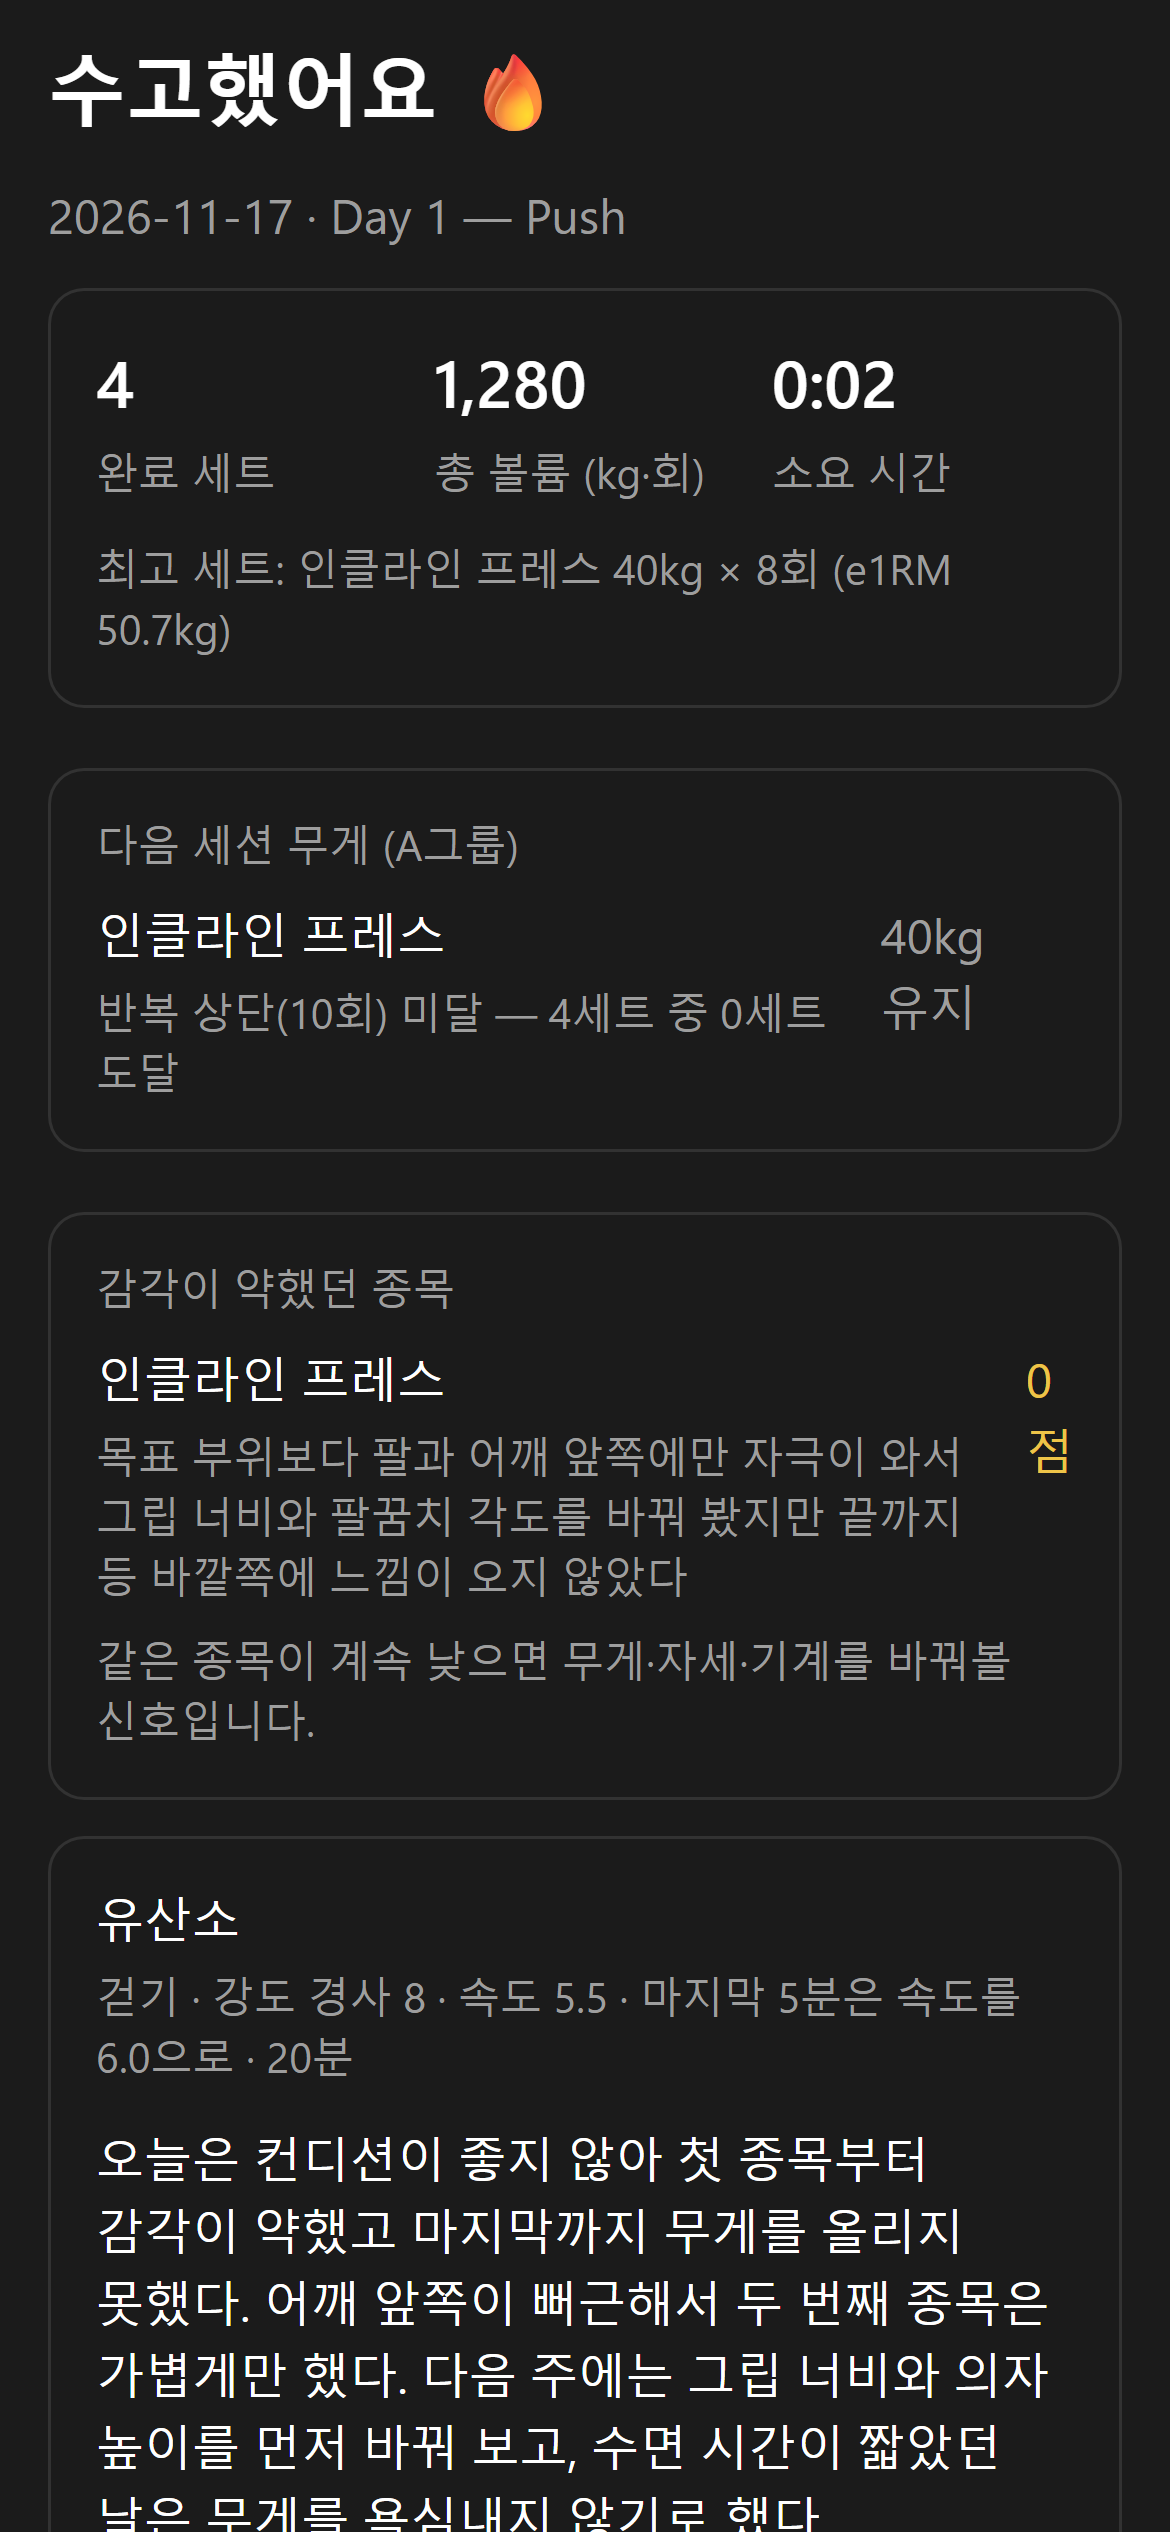 수고했어요 🔥
2026-11-17 · Day 1 — Push
4
완료 세트
1,280
총 볼륨 (kg·회)
0:02
소요 시간
최고 세트: 인클라인 프레스 40kg × 8회 (e1RM
50.7kg)
다음 세션 무게 (A그룹)
인클라인 프레스
반복 상단(10회) 미달 — 4세트 중 0세트
도달
40kg
유지
감각이 약했던 종목
인클라인 프레스
0
점
목표 부위보다 팔과 어깨 앞쪽에만 자극이 와서
그립 너비와 팔꿈치 각도를 바꿔 봤지만 끝까지
등 바깥쪽에 느낌이 오지 않았다
같은 종목이 계속 낮으면 무게·자세·기계를 바꿔볼
신호입니다.
유산소
걷기 · 강도 경사 8 · 속도 5.5 · 마지막 5분은 속도를
6.0으로 · 20분
오늘은 컨디션이 좋지 않아 첫 종목부터
감각이 약했고 마지막까지 무게를 올리지
못했다. 어깨 앞쪽이 뻐근해서 두 번째 종목은
가볍게만 했다. 다음 주에는 그립 너비와 의자
높이를 먼저 바꿔 보고, 수면 시간이 짧았던
날은 무게를 욕심내지 않기로 했다